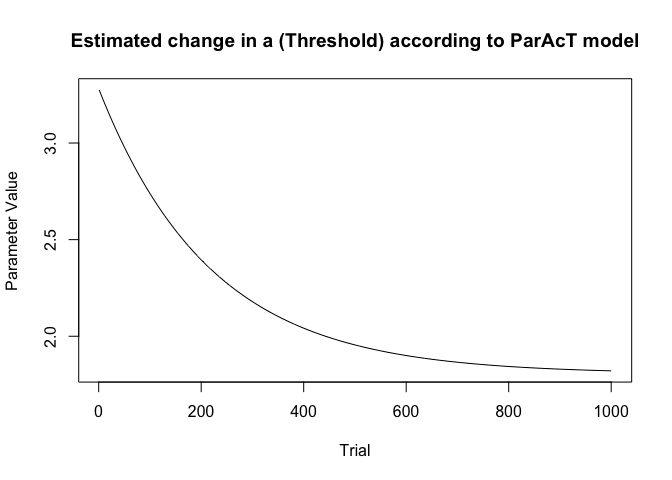 Estimated change in a (Threshold) according to ParAcT model
Parameter Value
3.0
2.5
2.0
0 200 400 600 800 1000
Trial